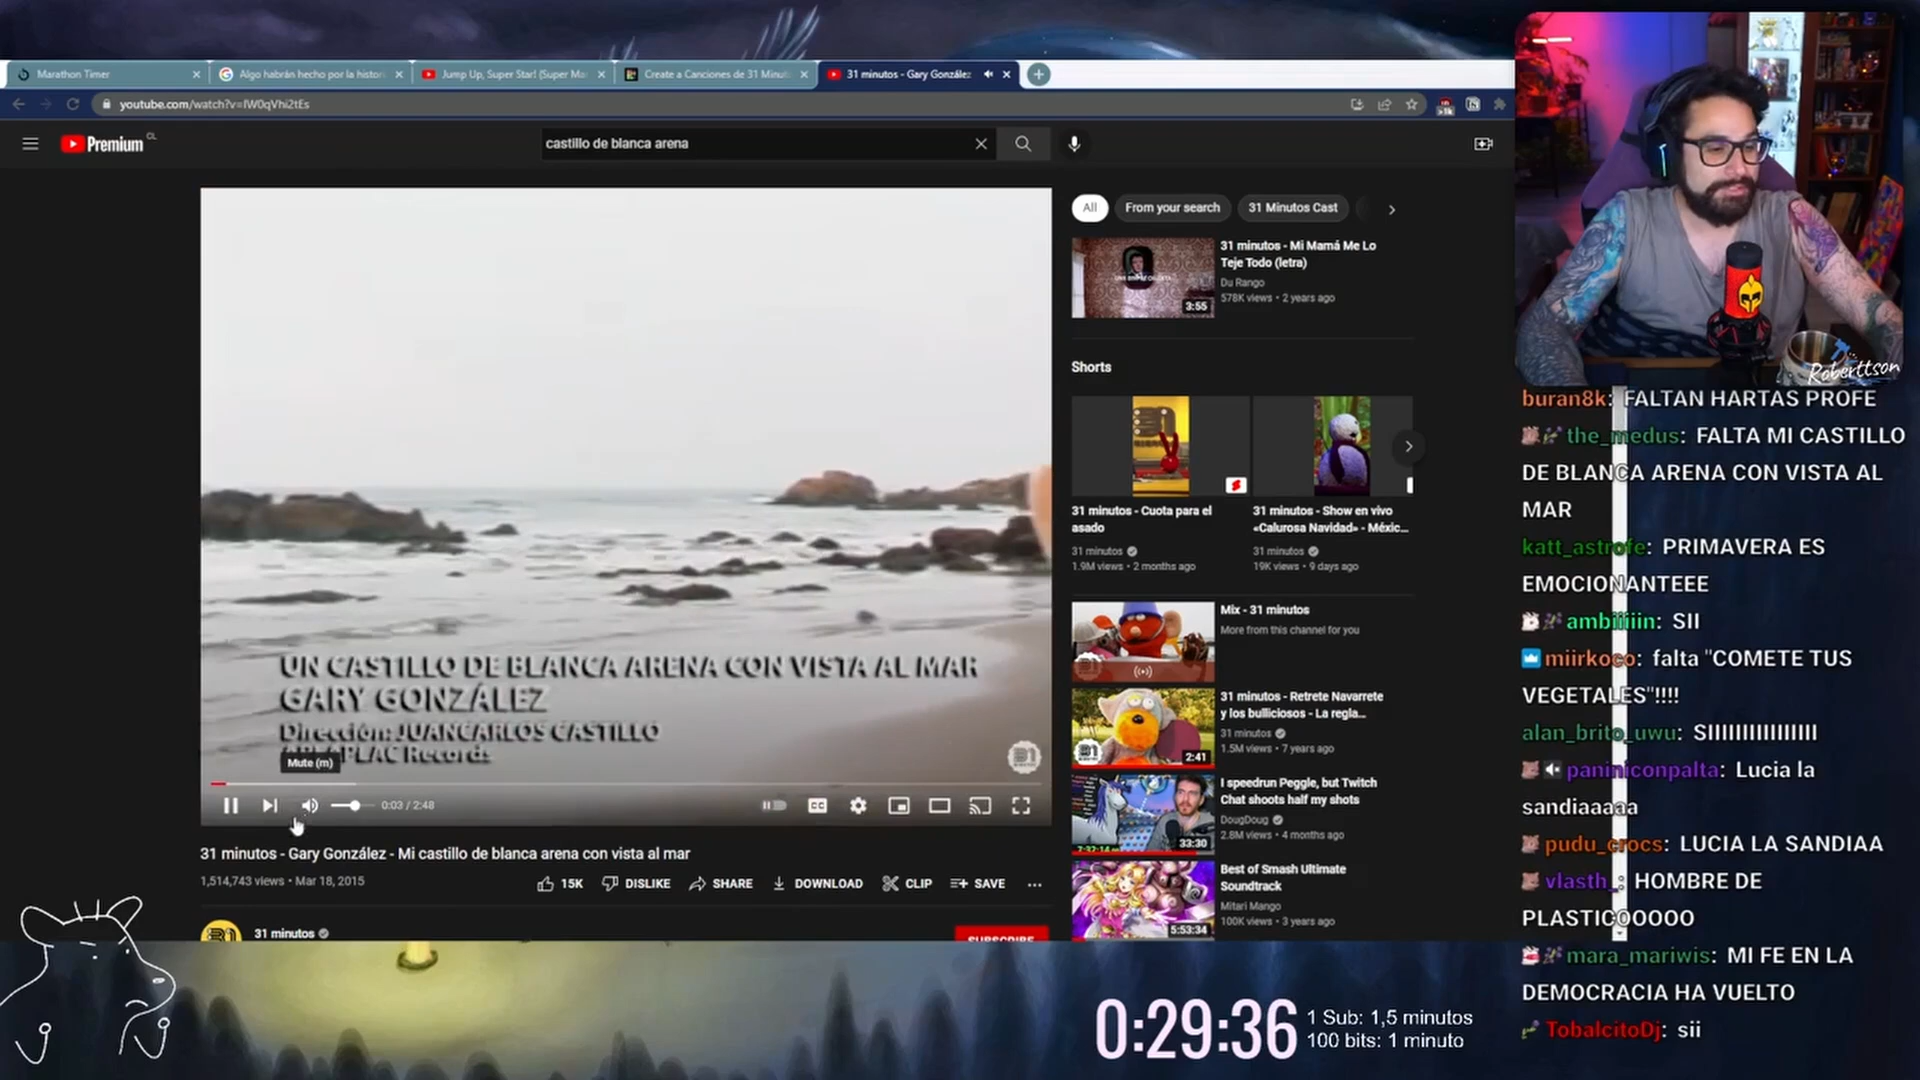 Marathon Timer
Algo habrán hecho por la histori
Jump Up, Super Star! (Super Ma
Create a Canciones de 31 Minut
31 minutos - Gary González
youtube.com/watch?v=lW0qVhi2tEs
Premium CL
castillo de blanca arena
All
From your search
31 Minutos Cast
31 minutos - Mi Mamá Me Lo
Teje Todo (letra)
Du Rango
578K views • 2 years ago
3:55
Shorts
31 minutos - Cuota para el
asado
31 minutos
1.9M views • 2 months ago
31 minutos - Show en vivo
«Calurosa Navidad» - Méxic...
31 minutos
19K views • 9 days ago
Mix - 31 minutos
More from this channel for you
31 minutos - Retrete Navarrete
y los bulliciosos - La regla...
31 minutos
1.5M views • 7 years ago
2:41
I speedrun Peggle, but Twitch
Chat shoots half my shots
DougDoug
2.8M views • 4 months ago
33:30
7:32:14
Best of Smash Ultimate
Soundtrack
Mitari Mango
100K views • 3 years ago
5:53:34
UN CASTILLO DE BLANCA ARENA CON VISTA AL MAR
GARY GONZÁLEZ
Dirección: JUANCARLOS CASTILLO
PLAC Records
31
Mute (m)
0:03 / 2:48
CC
31 minutos - Gary González - Mi castillo de blanca arena con vista al mar
1,514,743 views • Mar 18, 2015
15K
DISLIKE
SHARE
DOWNLOAD
CLIP
SAVE
31 minutos
SUBSCRIBE
Roberttson
buran8k: FALTAN HARTAS PROFE
the_medus: FALTA MI CASTILLO
DE BLANCA ARENA CON VISTA AL
MAR
katt_astrofe: PRIMAVERA ES
EMOCIONANTEEE
ambiiiiin: SII
miirkoco: falta "COMETE TUS
VEGETALES"!!!!
alan_brito_uwu: SIIIIIIIIIIIIIIIII
paniniconpalta: Lucia la
sandiaaaaa
pudu_crocs: LUCIA LA SANDIAA
vlasth_: HOMBRE DE
PLASTICOOOOO
mara_mariwis: MI FE EN LA
DEMOCRACIA HA VUELTO
TobalcitoDj: sii
0:29:36
1 Sub: 1,5 minutos
100 bits: 1 minuto